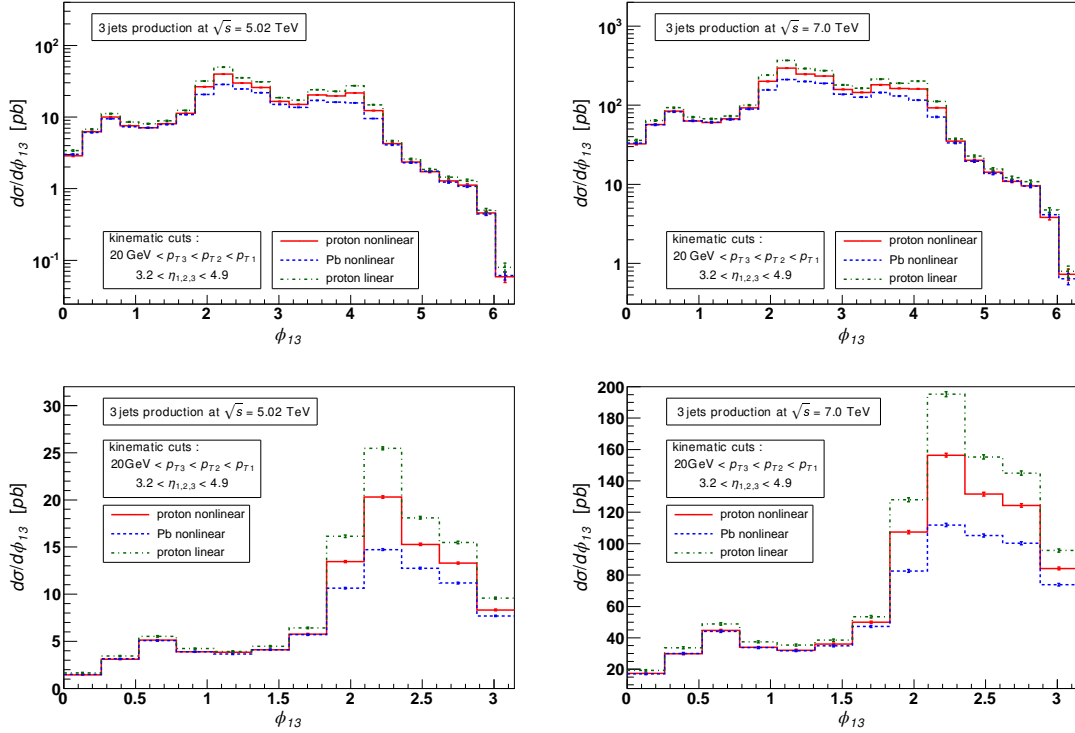 3 jets production at √s = 5.02 TeV
10²
10
1
10⁻¹
dσ/dϕ₁₃ [pb]
kinematic cuts :
20 GeV < p_T3 < p_T2 < p_T1
3.2 < η_1,2,3 < 4.9
proton nonlinear
Pb nonlinear
proton linear
0 1 2 3 4 5 6
ϕ₁₃
3 jets production at √s = 7.0 TeV
10³
10²
10
1
dσ/dϕ₁₃ [pb]
kinematic cuts :
20 GeV < p_T3 < p_T2 < p_T1
3.2 < η_1,2,3 < 4.9
proton nonlinear
Pb nonlinear
proton linear
0 1 2 3 4 5 6
ϕ₁₃
3 jets production at √s = 5.02 TeV
kinematic cuts :
20GeV < p_T3 < p_T2 < p_T1
3.2 < η_1,2,3 < 4.9
proton nonlinear
Pb nonlinear
proton linear
30
25
20
15
10
5
0
dσ/dϕ₁₃ [pb]
0 0.5 1 1.5 2 2.5 3
ϕ₁₃
3 jets production at √s = 7.0 TeV
kinematic cuts :
20GeV < p_T3 < p_T2 < p_T1
3.2 < η_1,2,3 < 4.9
proton nonlinear
Pb nonlinear
proton linear
200
180
160
140
120
100
80
60
40
20
dσ/dϕ₁₃ [pb]
0 0.5 1 1.5 2 2.5 3
ϕ₁₃